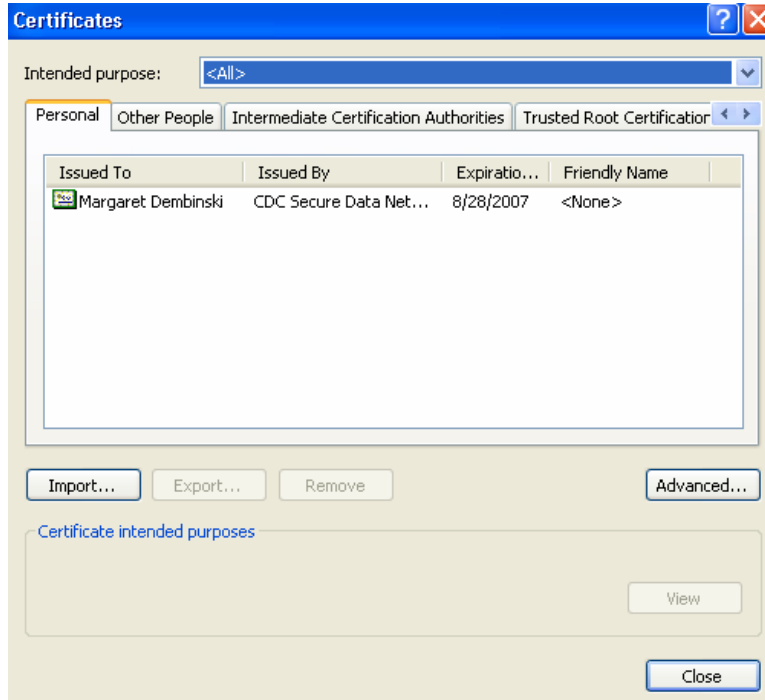 Certificates
Intended purpose: <All>
Personal Other People Intermediate Certification Authorities Trusted Root Certification
Issued To Issued By Expiratio... Friendly Name
Margaret Dembinski CDC Secure Data Net... 8/28/2007 <None>
Import... Export... Remove Advanced...
Certificate intended purposes
View
Close